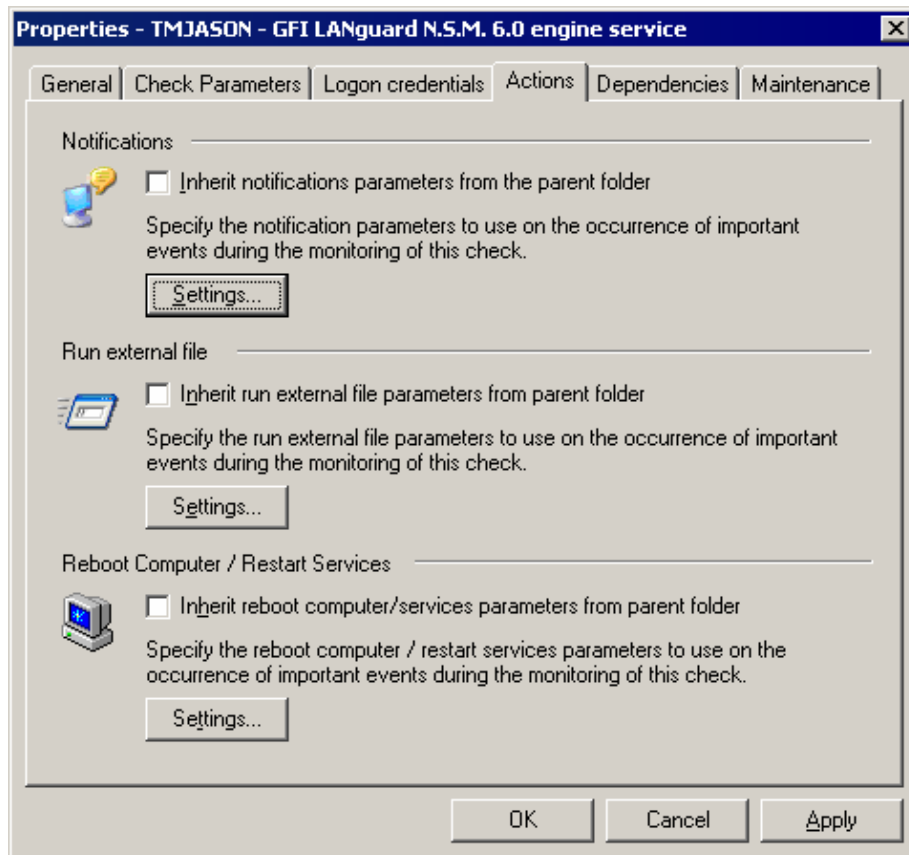 Properties - TMJASON - GFI LANguard N.S.M. 6.0 engine service
General Check Parameters Logon credentials Actions Dependencies Maintenance
Notifications
Inherit notifications parameters from the parent folder
Specify the notification parameters to use on the occurrence of important
events during the monitoring of this check.
Settings...
Run external file
Inherit run external file parameters from parent folder
Specify the run external file parameters to use on the occurrence of important
events during the monitoring of this check.
Settings...
Reboot Computer / Restart Services
Inherit reboot computer/services parameters from parent folder
Specify the reboot computer / restart services parameters to use on the
occurrence of important events during the monitoring of this check.
Settings...
OK Cancel Apply